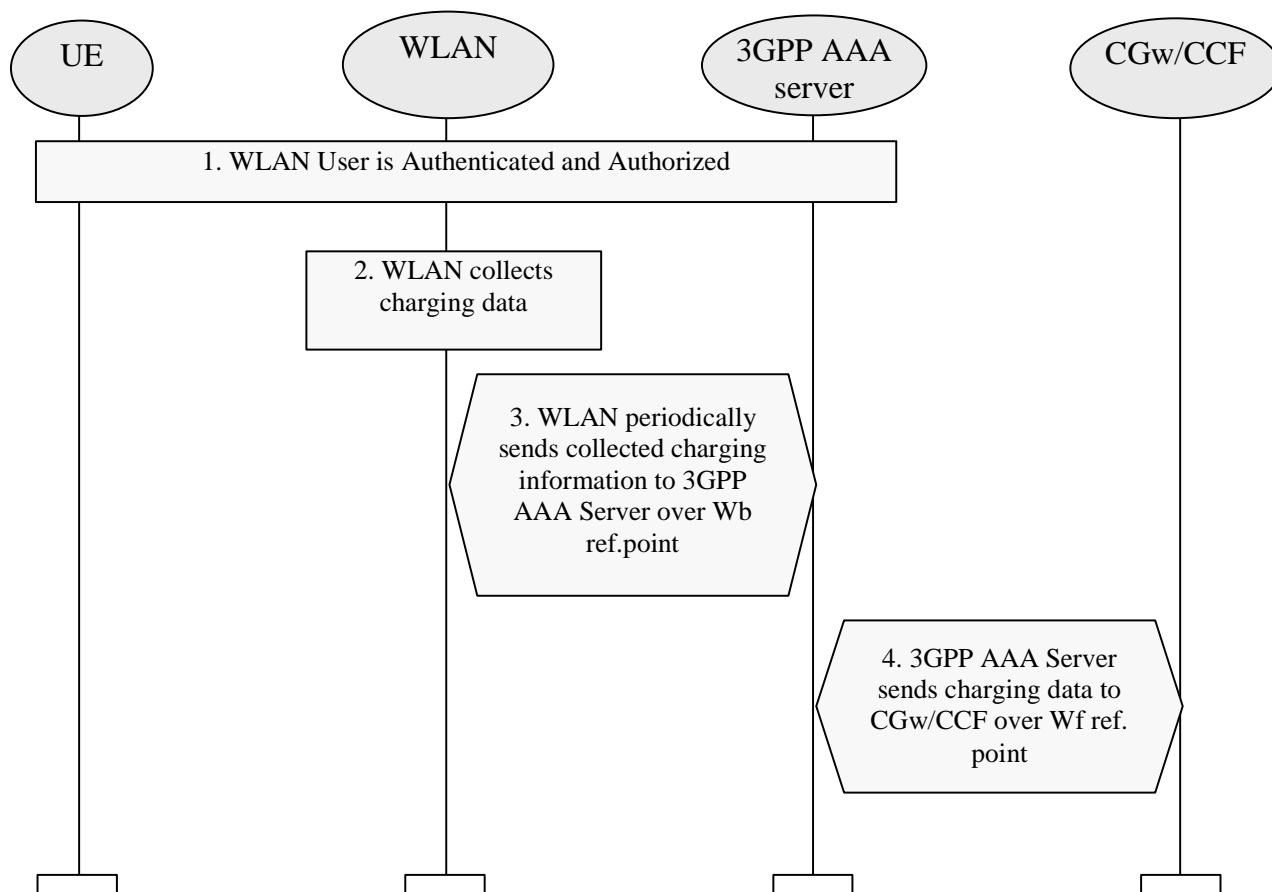 UE
WLAN
3GPP AAA
server
CGw/CCF
1. WLAN User is Authenticated and Authorized
2. WLAN collects
charging data
3. WLAN periodically
sends collected charging
information to 3GPP
AAA Server over Wb
ref.point
4. 3GPP AAA Server
sends charging data to
CGw/CCF over Wf ref.
point